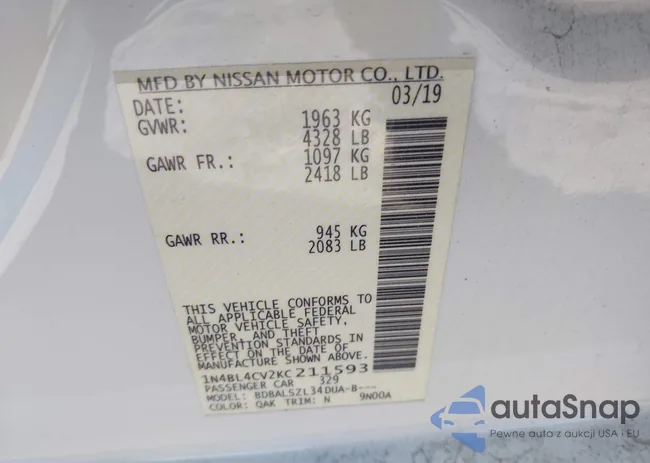 MFD BY NISSAN MOTOR CO., LTD.
DATE: 03/19
GVWR: 1963 KG
4328 LB
GAWR FR.: 1097 KG
2418 LB
GAWR RR.: 945 KG
2083 LB
THIS VEHICLE CONFORMS TO
ALL APPLICABLE FEDERAL
MOTOR VEHICLE SAFETY,
BUMPER, AND THEFT
PREVENTION STANDARDS IN
EFFECT ON THE DATE OF
MANUFACTURE SHOWN ABOVE.
1N4BL4CV2KC211593
PASSENGER CAR 329
MODEL: BDBALSZL34DUA-B---
COLOR: QAK TRIM: N 9N00A
autoSnap
Pewne auto z aukcji USA i EU